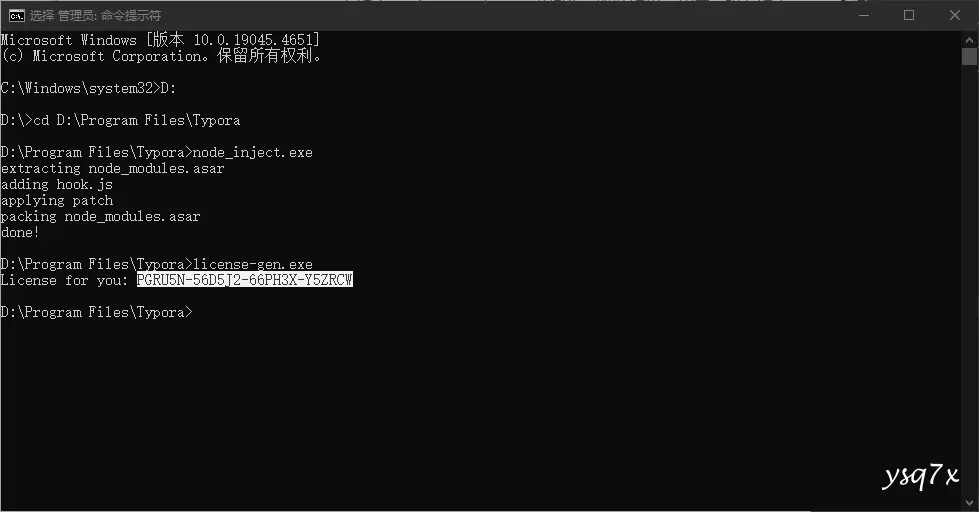 选择 管理员: 命令提示符
Microsoft Windows [版本 10.0.19045.4651]
(c) Microsoft Corporation。保留所有权利。
C:\Windows\system32>D:
D:\>cd D:\Program Files\Typora
D:\Program Files\Typora>node_inject.exe
extracting node_modules.asar
adding hook.js
applying patch
packing node_modules.asar
done!
D:\Program Files\Typora>license-gen.exe
License for you: PGRU5N-56D5J2-66PH3X-Y5ZRCW
D:\Program Files\Typora>
ysq7x